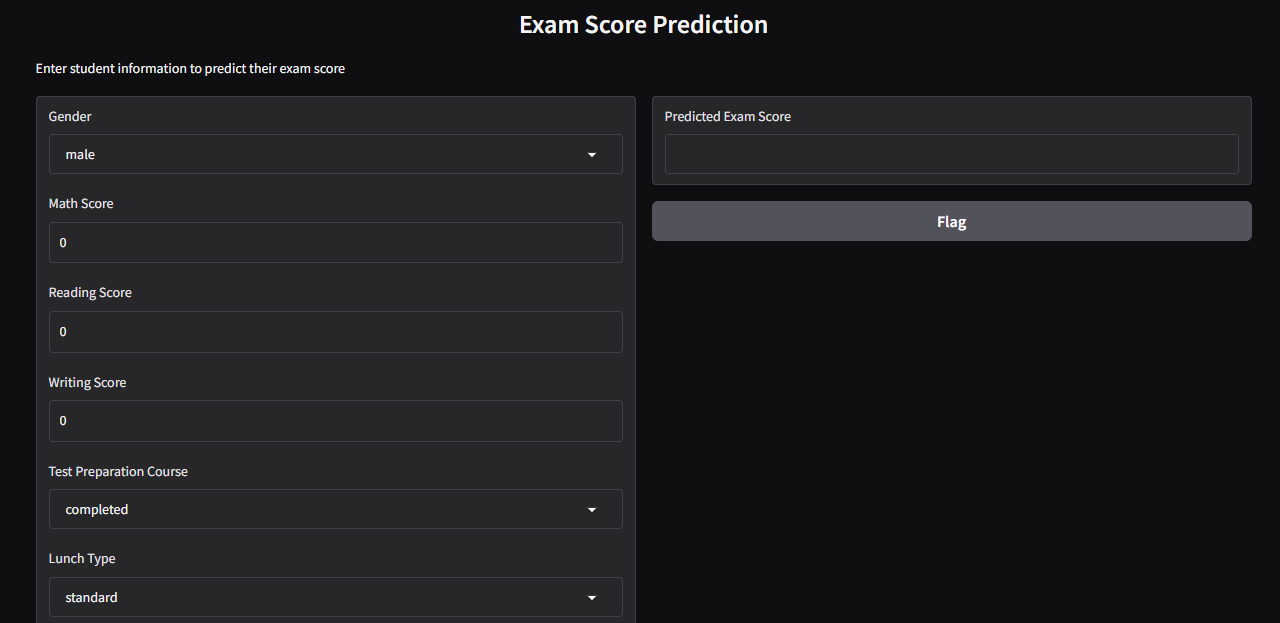 Exam Score Prediction
Enter student information to predict their exam score
Gender
male
Math Score
0
Reading Score
0
Writing Score
0
Test Preparation Course
completed
Lunch Type
standard
Predicted Exam Score
Flag